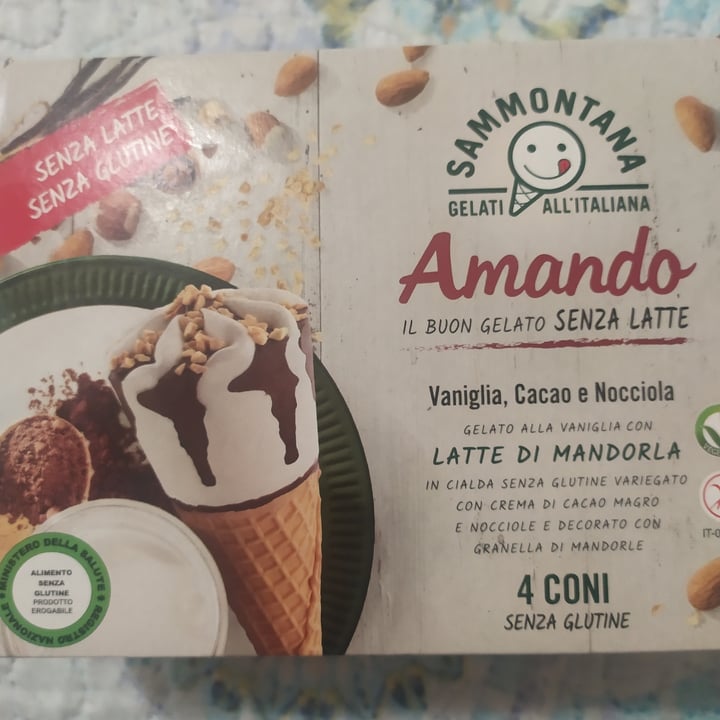 SENZA LATTE
SENZA GLUTINE
SAMMONTANA
GELATI ALL'ITALIANA
Amando
IL BUON GELATO SENZA LATTE
Vaniglia, Cacao e Nocciola
GELATO ALLA VANIGLIA CON
LATTE DI MANDORLA
IN CIALDA SENZA GLUTINE VARIEGATO
CON CREMA DI CACAO MAGRO
E NOCCIOLE E DECORATO CON
GRANELLA DI MANDORLE
4 CONI
SENZA GLUTINE
MINISTERO DELLA SALUTE
REGISTRO NAZIONALE
ALIMENTO
SENZA
GLUTINE
PRODOTTO
EROGABILE